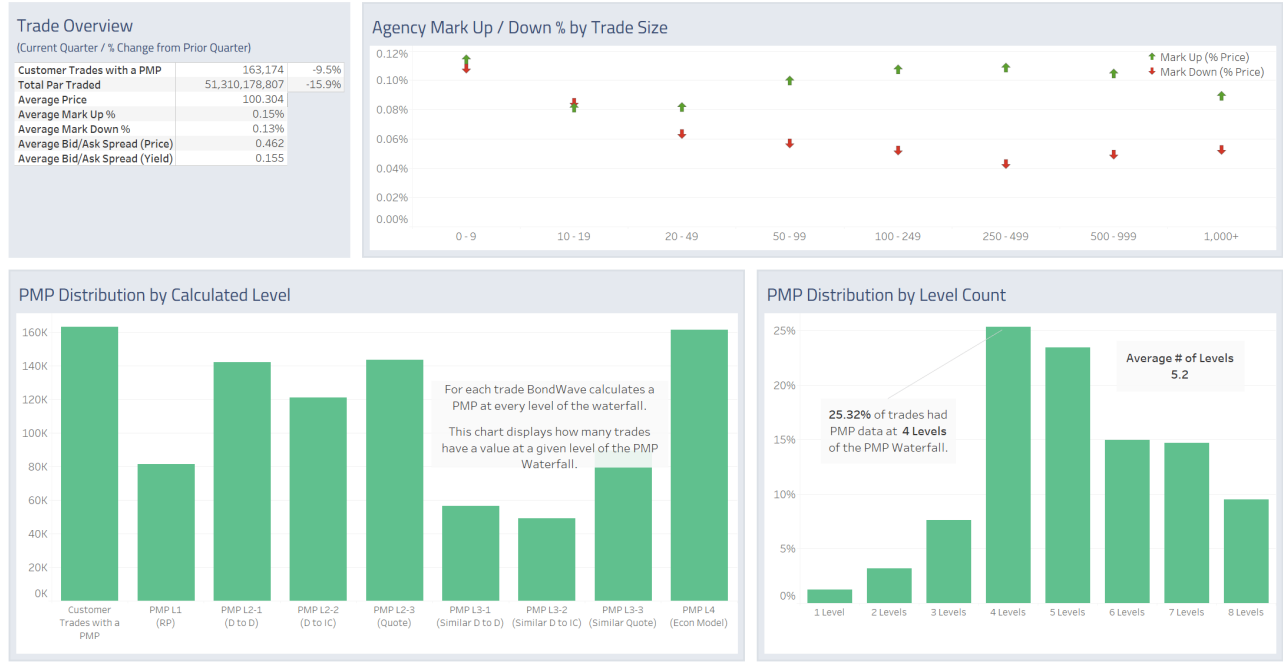 Trade Overview
(Current Quarter / % Change from Prior Quarter)
Customer Trades with a PMP 163,174 -9.5%
Total Par Traded 51,310,178,807 -15.9%
Average Price 100.304
Average Mark Up % 0.15%
Average Mark Down % 0.13%
Average Bid/Ask Spread (Price) 0.462
Average Bid/Ask Spread (Yield) 0.155
Agency Mark Up / Down % by Trade Size
0.12%
0.10%
0.08%
0.06%
0.04%
0.02%
0.00%
Mark Up (% Price)
Mark Down (% Price)
0 - 9 10 - 19 20 - 49 50 - 99 100 - 249 250 - 499 500 - 999 1,000+
PMP Distribution by Calculated Level
160K
140K
120K
100K
80K
60K
40K
20K
0K
For each trade BondWave calculates a
PMP at every level of the waterfall.
This chart displays how many trades
have a value at a given level of the PMP
Waterfall.
Customer PMP L1 PMP L2-1 PMP L2-2 PMP L2-3 PMP L3-1 PMP L3-2 PMP L3-3 PMP L4
Trades with a (RP) (D to D) (D to IC) (Quote) (Similar D to D) (Similar D to IC) (Similar Quote) (Econ Model)
PMP
PMP Distribution by Level Count
25%
20%
15%
10%
5%
0%
Average # of Levels
5.2
25.32% of trades had
PMP data at 4 Levels
of the PMP Waterfall.
1 Level 2 Levels 3 Levels 4 Levels 5 Levels 6 Levels 7 Levels 8 Levels